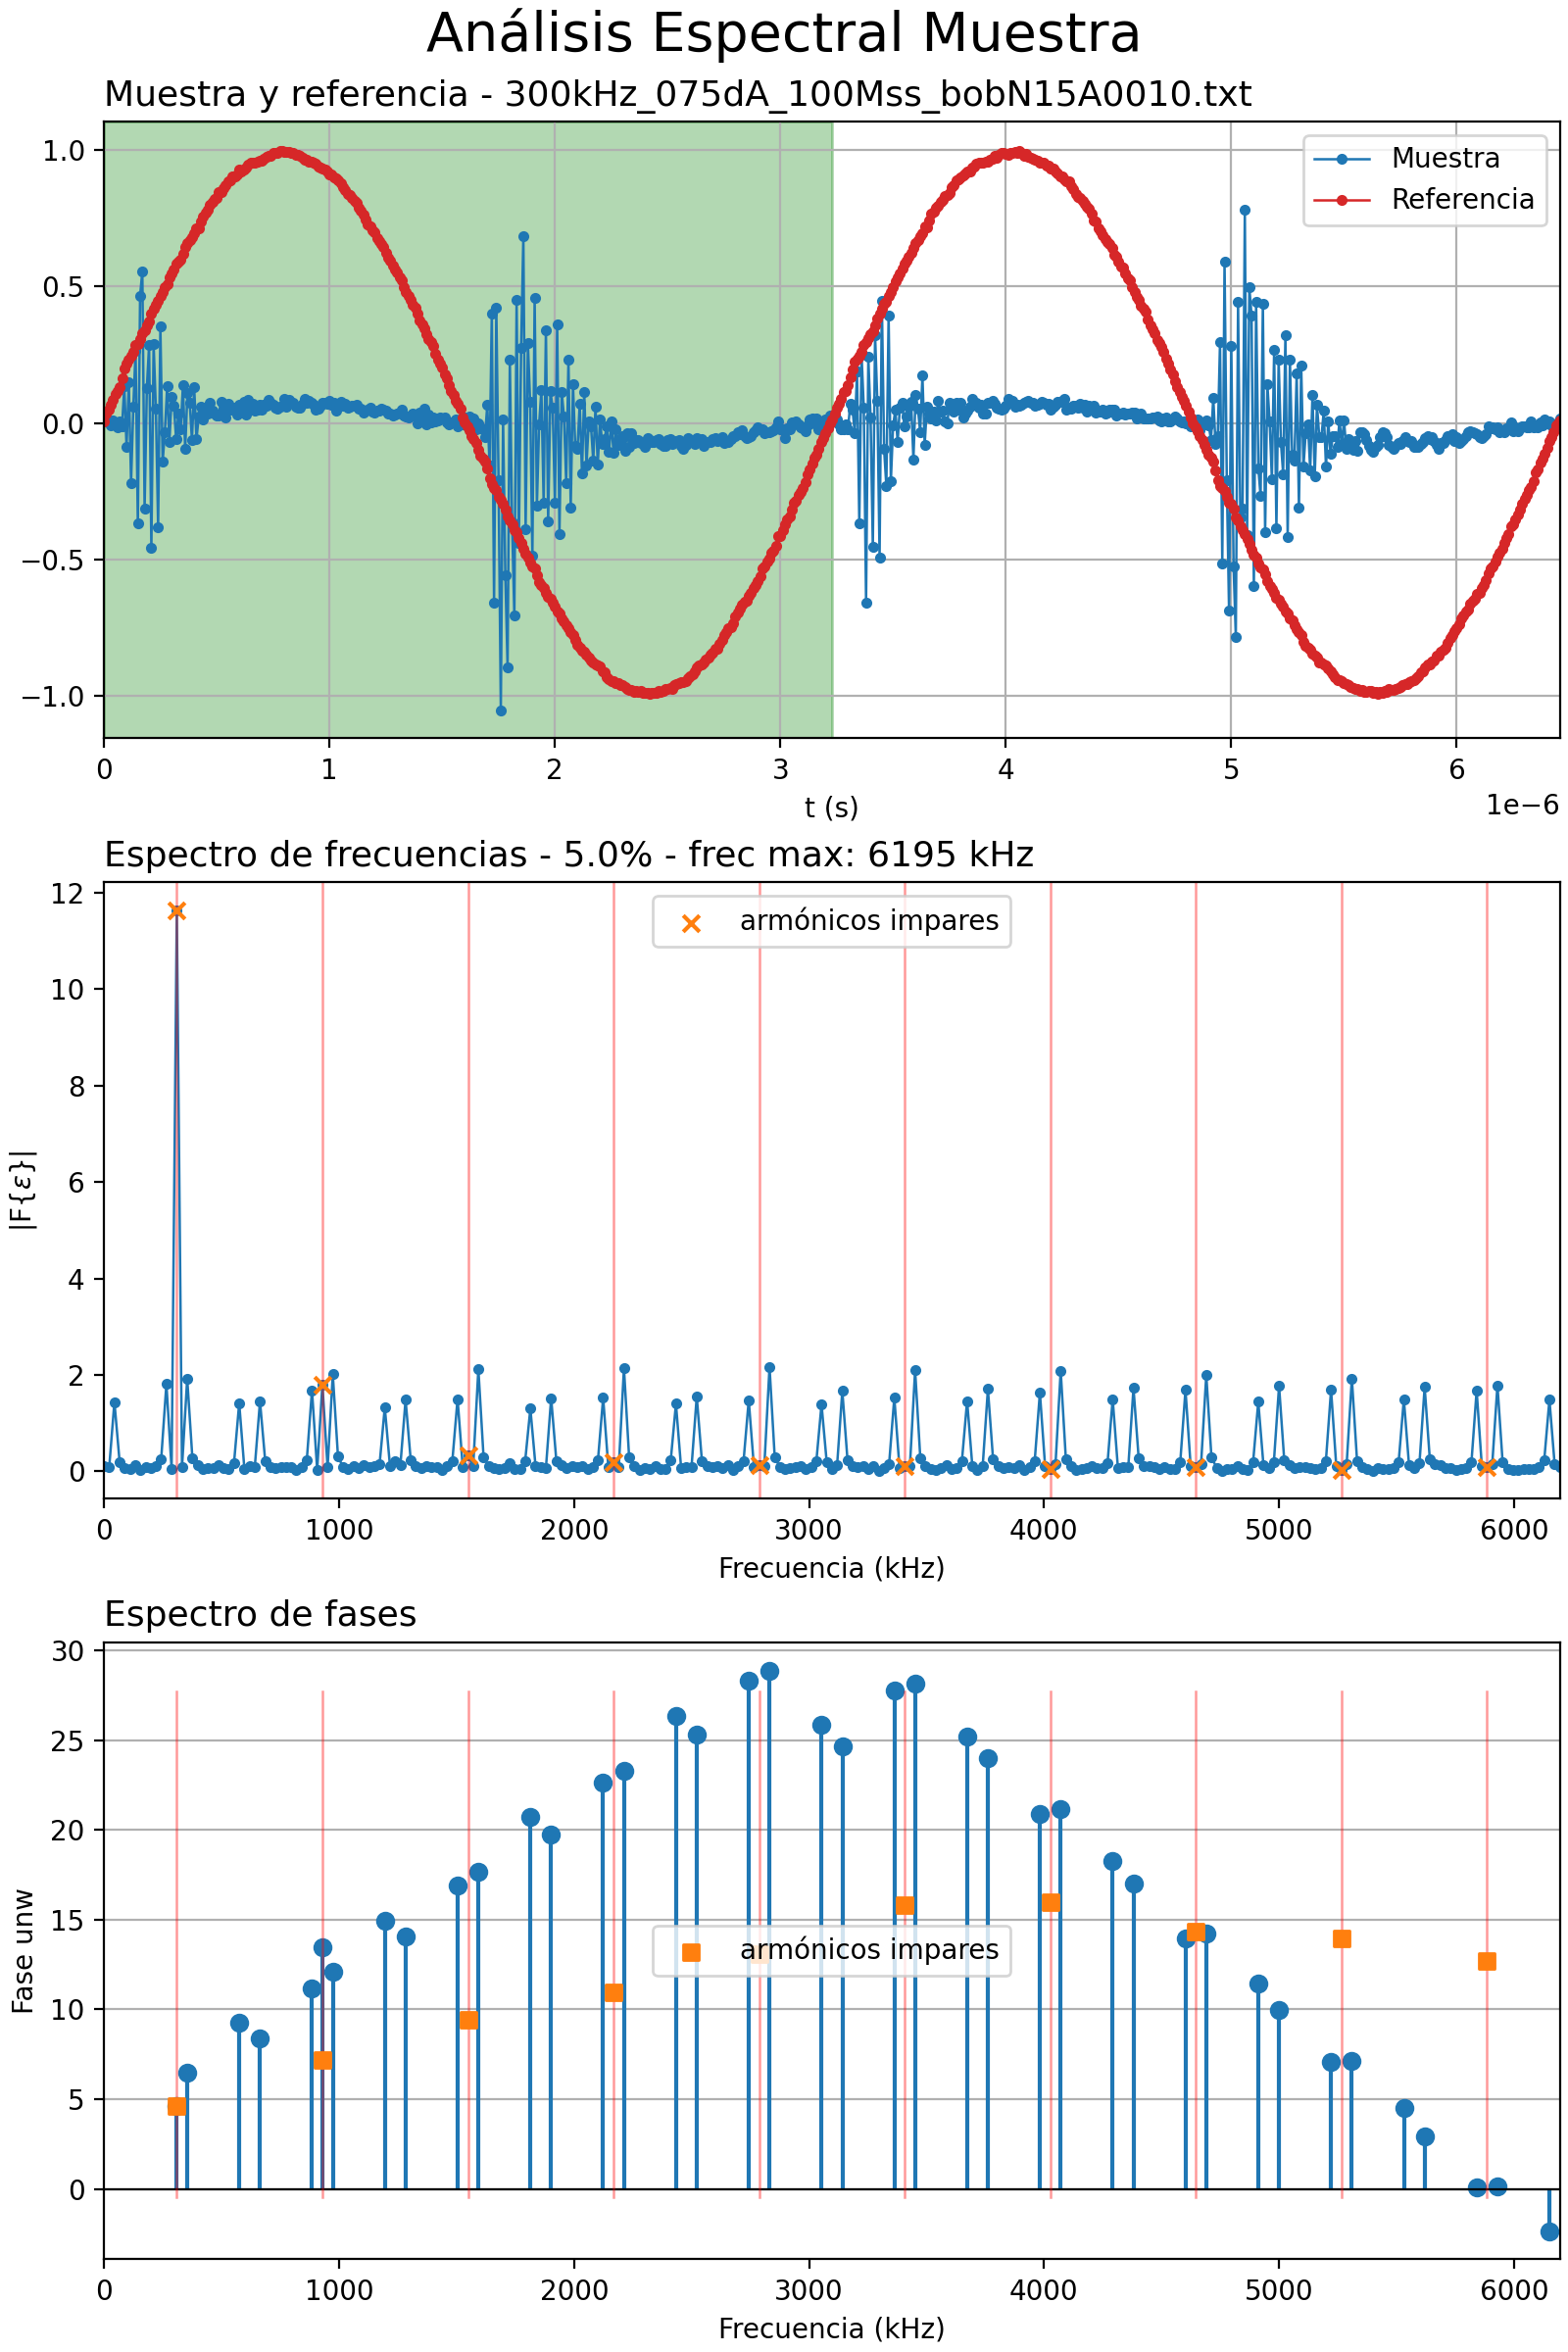 Análisis Espectral Muestra
Muestra y referencia - 300kHz_075dA_100Mss_bobN15A0010.txt
1.0
0.5
0.0
−0.5
−1.0
Muestra
Referencia
0 1 2 3 4 5 6
1e−6
t (s)
Espectro de frecuencias - 5.0% - frec max: 6195 kHz
12
10
8
6
4
2
0
|F{ε}|
armónicos impares
0 1000 2000 3000 4000 5000 6000
Frecuencia (kHz)
Espectro de fases
30
25
20
15
10
5
0
Fase unw
armónicos impares
0 1000 2000 3000 4000 5000 6000
Frecuencia (kHz)